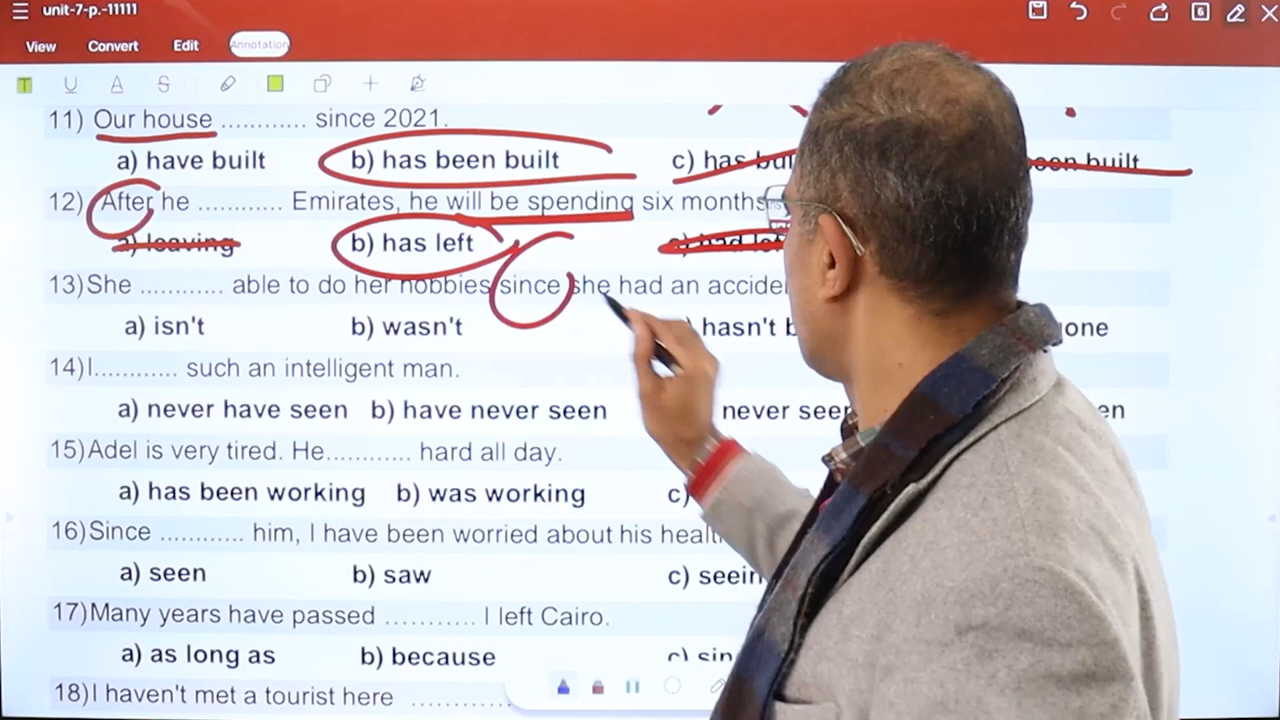 unit-7-p.-11111
View Convert Edit Annotation
11) Our house ............ since 2021.
a) have built b) has been built c) has built
12) After he ............ Emirates, he will be spending six months
a) leaving b) has left c) had left
13)She ............ able to do her hobbies since she had an
a) isn't b) wasn't hasn't
14)I............ such an intelligent man.
a) never have seen b) have never seen never seen
15)Adel is very tired. He............ hard all day.
a) has been working b) was working c)
16)Since ............ him, I have been worried about his
a) seen b) saw c)
17)Many years have passed ............ I left Cairo.
a) as long as b) because c)
18)I haven't met a tourist here ............